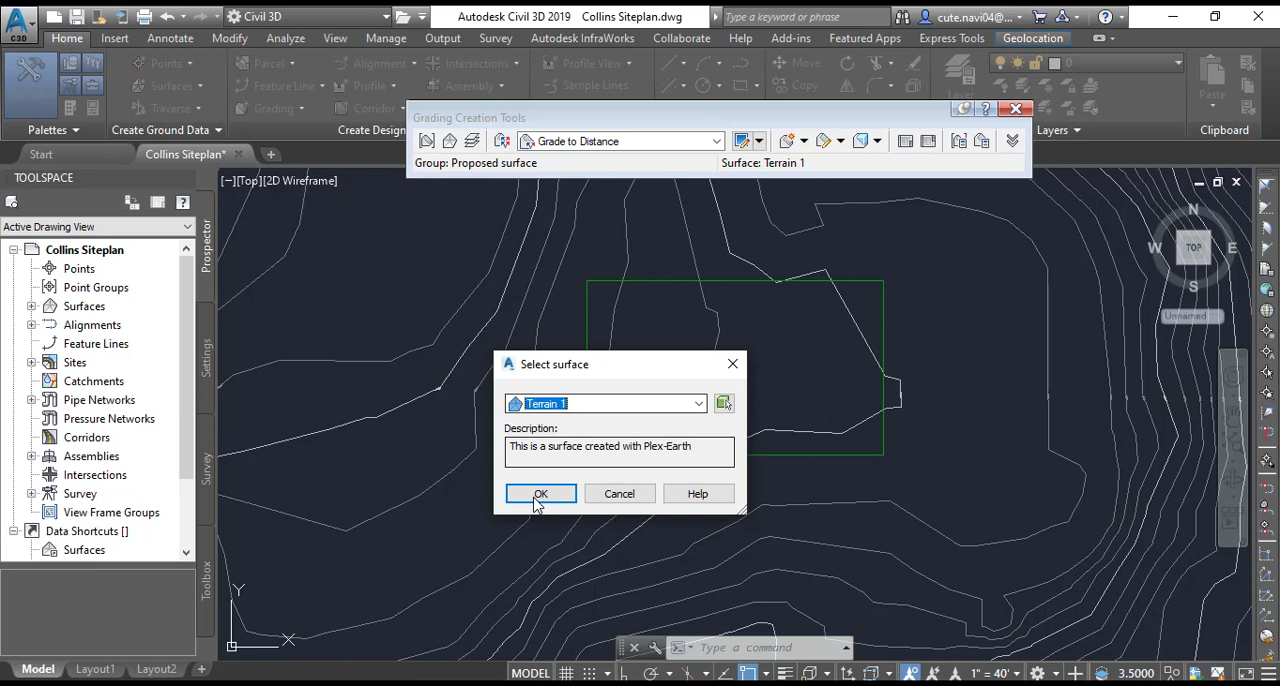 C3D
Civil 3D
Autodesk Civil 3D 2019 Collins Siteplan.dwg
Type a keyword or phrase
cute.navi04@...
Home Insert Annotate Modify Analyze View Manage Output Survey Autodesk InfraWorks Collaborate Help Add-ins Featured Apps Express Tools Geolocation
Points Parcel Alignment Intersections Profile View Move 0
Surfaces Feature Line Profile Assembly Sample Lines Copy Layer Paste
Traverse Grading Corridor
Palettes Create Ground Data Create Design Layers Clipboard
Grading Creation Tools
Grade to Distance
Group: Proposed surface Surface: Terrain 1
Start Collins Siteplan*
TOOLSPACE
Active Drawing View
Collins Siteplan
Points
Point Groups
Surfaces
Alignments
Feature Lines
Sites
Catchments
Pipe Networks
Pressure Networks
Corridors
Assemblies
Intersections
Survey
View Frame Groups
Data Shortcuts []
Surfaces
Prospector
Settings
Survey
Toolbox
[−][Top][2D Wireframe]
N
W TOP E
S
Unnamed
Select surface
Terrain 1
Description:
This is a surface created with Plex-Earth
OK Cancel Help
Y
X
Type a command
Model Layout1 Layout2 +
MODEL 1" = 40' 3.5000